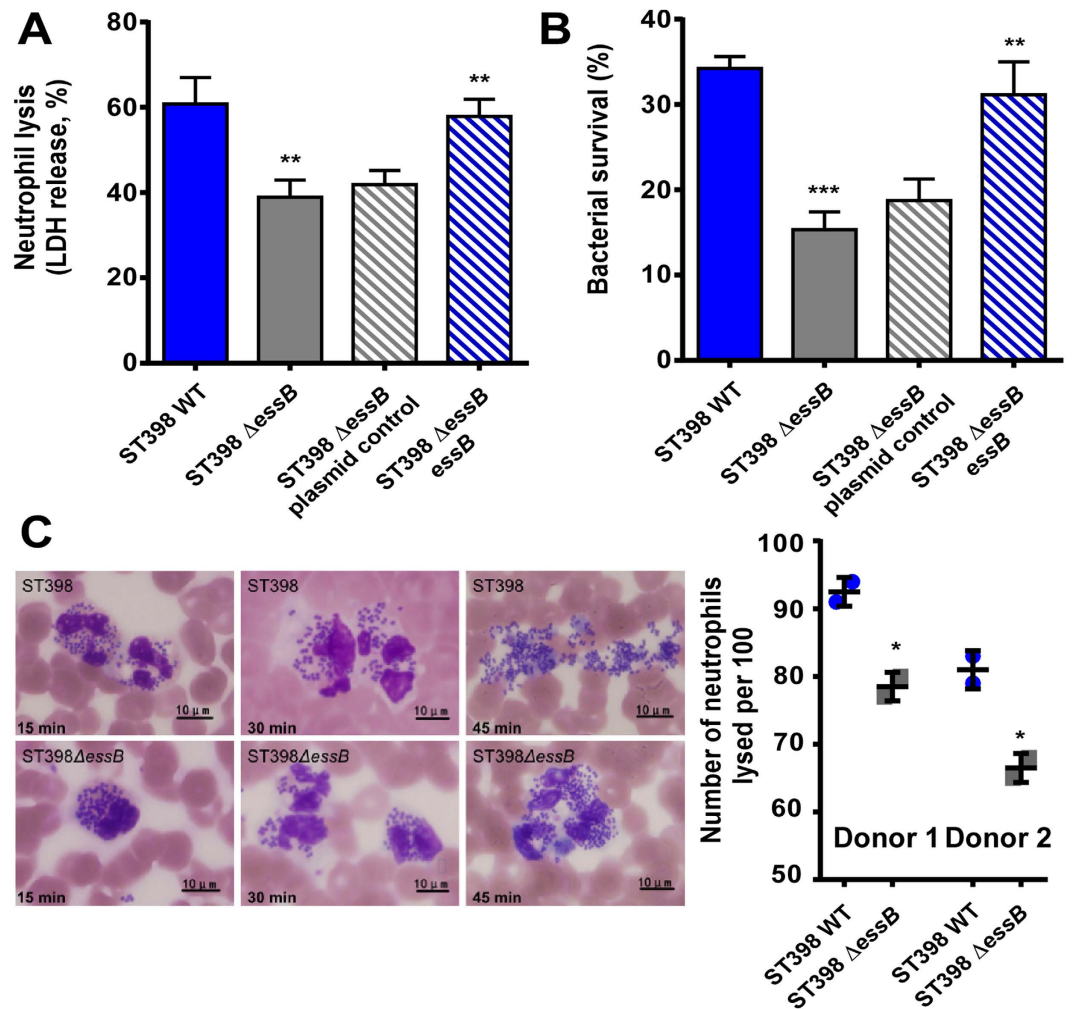 A
Neutrophil lysis
(LDH release, %)
80
60
40
20
0
**
**
ST398 WT
ST398 ΔessB
ST398 ΔessB
plasmid control
ST398 ΔessB
essB
B
Bacterial survival (%)
40
30
20
10
0
***
**
ST398 WT
ST398 ΔessB
ST398 ΔessB
plasmid control
ST398 ΔessB
essB
C
ST398
10 μm
15 min
ST398
10 μm
30 min
ST398
10 μm
45 min
ST398ΔessB
10 μm
15 min
ST398ΔessB
10 μm
30 min
ST398ΔessB
10 μm
45 min
Number of neutrophils
lysed per 100
100
90
80
70
60
50
*
*
Donor 1 Donor 2
ST398 WT
ST398 ΔessB
ST398 WT
ST398 ΔessB